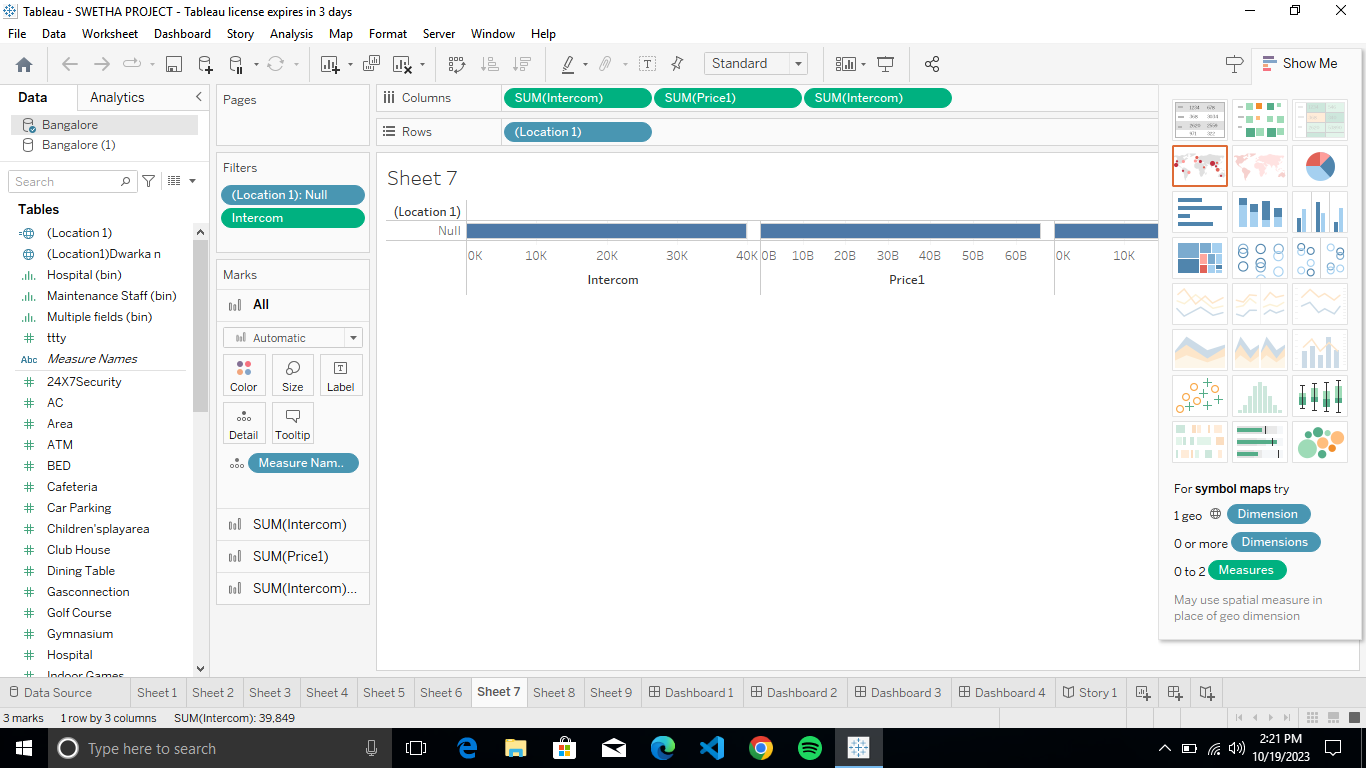 Tableau - SWETHA PROJECT - Tableau license expires in 3 days
File Data Worksheet Dashboard Story Analysis Map Format Server Window Help
Standard
Show Me
Data Analytics
Bangalore
Bangalore (1)
Search
Tables
(Location 1)
(Location1)Dwarka n
Hospital (bin)
Maintenance Staff (bin)
Multiple fields (bin)
ttty
Abc Measure Names
24X7Security
AC
Area
ATM
BED
Cafeteria
Car Parking
Children'splayarea
Club House
Dining Table
Gasconnection
Golf Course
Gymnasium
Hospital
Indoor Games
Pages
Filters
(Location 1): Null
Intercom
Marks
All
Automatic
Color Size Label
Detail Tooltip
Measure Nam..
SUM(Intercom)
SUM(Price1)
SUM(Intercom)...
Columns SUM(Intercom) SUM(Price1) SUM(Intercom)
Rows (Location 1)
Sheet 7
(Location 1)
Null
0K 10K 20K 30K 40K 0B 10B 20B 30B 40B 50B 60B 0K 10K
Intercom Price1
For symbol maps try
1 geo Dimension
0 or more Dimensions
0 to 2 Measures
May use spatial measure in
place of geo dimension
Data Source Sheet 1 Sheet 2 Sheet 3 Sheet 4 Sheet 5 Sheet 6 Sheet 7 Sheet 8 Sheet 9 Dashboard 1 Dashboard 2 Dashboard 3 Dashboard 4 Story 1
3 marks 1 row by 3 columns SUM(Intercom): 39,849
Type here to search
2:21 PM
10/19/2023